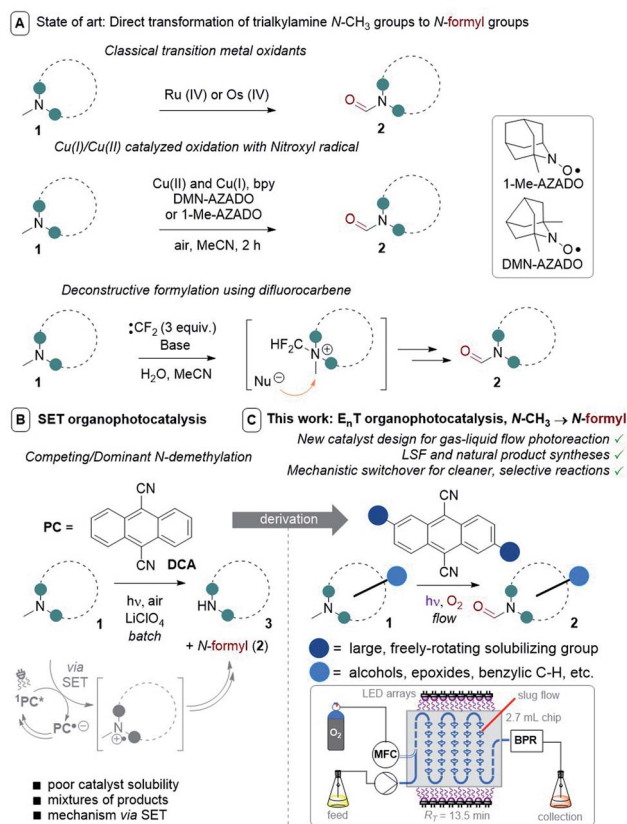 A State of art: Direct transformation of trialkylamine N-CH3 groups to N-formyl groups
Classical transition metal oxidants
N
1
Ru (IV) or Os (IV)
O
N
2
Cu(I)/Cu(II) catalyzed oxidation with Nitroxyl radical
N
1
Cu(II) and Cu(I), bpy
DMN-AZADO
or 1-Me-AZADO
air, MeCN, 2 h
O
N
2
N
O•
1-Me-AZADO
N
O•
DMN-AZADO
Deconstructive formylation using difluorocarbene
N
1
:CF2 (3 equiv.)
Base
H2O, MeCN
HF2C
N
⊕
Nu⊖
O
N
2
B SET organophotocatalysis
Competing/Dominant N-demethylation
PC =
CN
CN
DCA
N
1
hν, air
LiClO4
batch
HN
3
+ N-formyl (2)
via
SET
1PC*
PC•⊖
N
⊕•
■ poor catalyst solubility
■ mixtures of products
■ mechanism via SET
derivation
C This work: EnT organophotocatalysis, N-CH3 → N-formyl
New catalyst design for gas-liquid flow photoreaction ✓
LSF and natural product syntheses ✓
Mechanistic switchover for cleaner, selective reactions ✓
CN
CN
N
1
hν, O2
flow
O
N
2
= large, freely-rotating solubilizing group
= alcohols, epoxides, benzylic C-H, etc.
LED arrays
slug flow
2.7 mL chip
O2
MFC
BPR
feed
RT = 13.5 min
collection